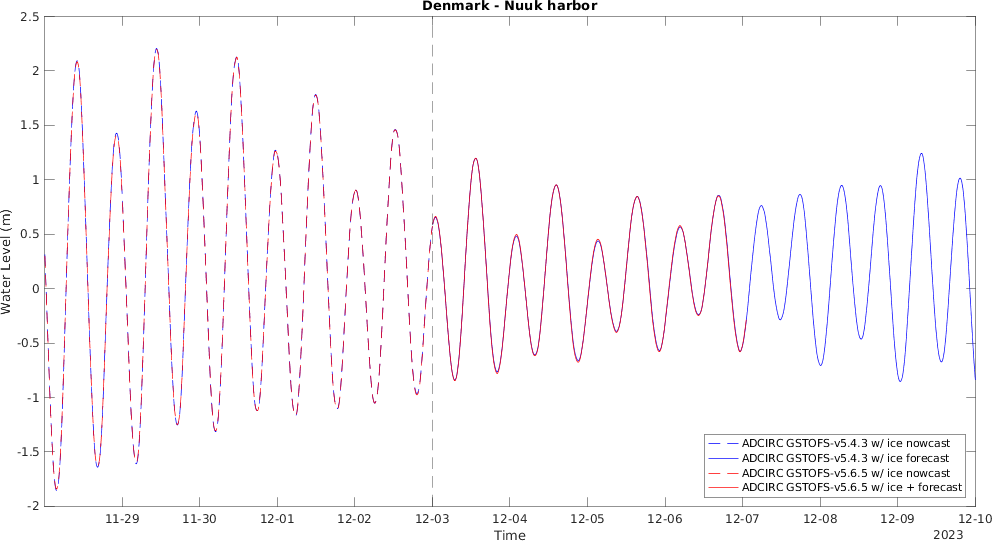 Denmark - Nuuk harbor
2.5
2
1.5
1
0.5
0
-0.5
-1
-1.5
-2
Water Level (m)
ADCIRC GSTOFS-v5.4.3 w/ ice nowcast
ADCIRC GSTOFS-v5.4.3 w/ ice forecast
ADCIRC GSTOFS-v5.6.5 w/ ice nowcast
ADCIRC GSTOFS-v5.6.5 w/ ice + forecast
11-29 11-30 12-01 12-02 12-03 12-04 12-05 12-06 12-07 12-08 12-09 12-10
Time
2023